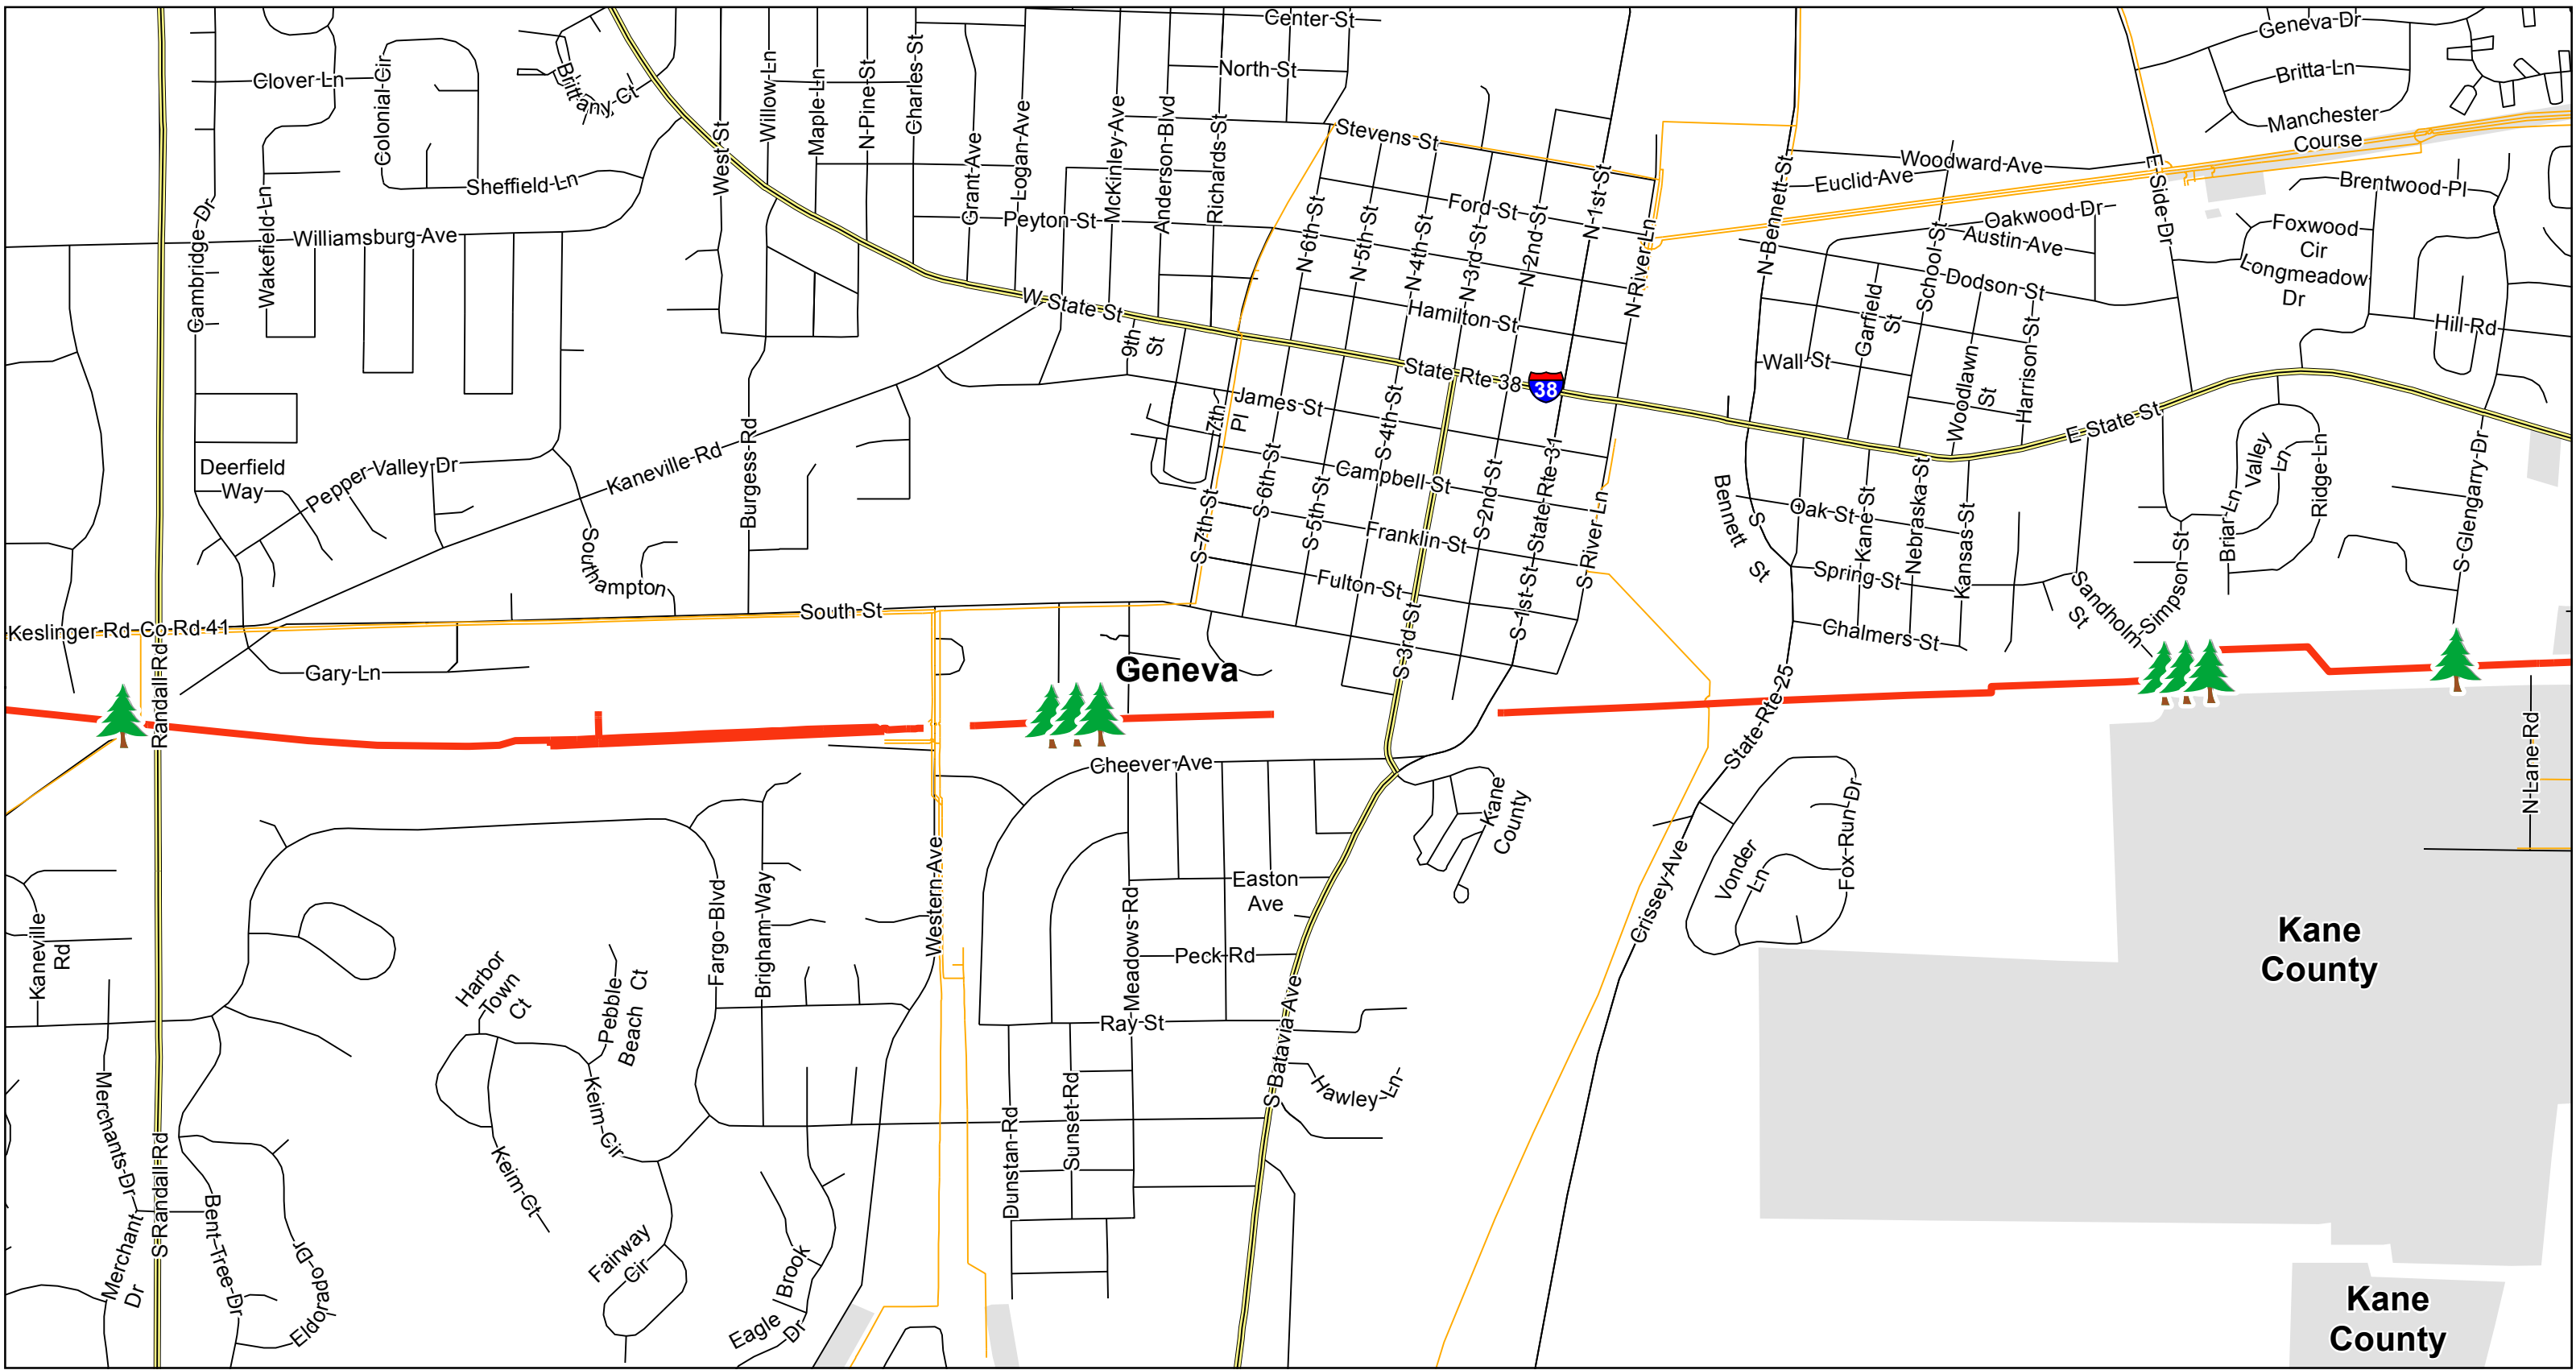 Center St
Geneva Dr
North St
Clover Ln
Colonial Cir
Brittany Ct
Willow Ln
Maple Ln
N Pine St
Charles St
Britta Ln
Manchester
Course
Stevens St
West St
Grant Ave
Logan Ave
McKinley Ave
Anderson Blvd
Richards St
Woodward Ave
Euclid Ave
E Side Dr
Brentwood Pl
Sheffield Ln
Peyton St
Ford St
N 6th St
N 5th St
N 4th St
N 3rd St
N 2nd St
N 1st St
N River Ln
N Bennett St
Oakwood Dr
Austin Ave
Foxwood
Cir
Longmeadow
Dr
Cambridge Dr
Wakefield Ln
Williamsburg Ave
School St
Dodson St
Garfield
St
W State St
9th
St
Hamilton St
Wall St
Woodlawn
St
Harrison St
Hill Rd
State Rte 38
38
James St
7th
Pl
E State St
Burgess Rd
Kaneville Rd
Deerfield
Way
Pepper Valley Dr
S 4th St
Campbell St
S 6th St
S 5th St
S 2nd St
State Rte 31
S River Ln
Franklin St
S 7th St
Bennett St
S
Oak St
Kane St
Nebraska St
Kansas St
Briar Ln
Valley
Ln
Ridge Ln
S Glengarry Dr
Southampton
Fulton St
Spring St
Sandholm
St
Simpson St
Keslinger Rd
Co Rd 41
South St
S 3rd St
S 1st St
Chalmers St
Randall Rd
Gary Ln
Geneva
State Rte 25
N Lane Rd
Cheever Ave
Kane
County
Western Ave
Crissey Ave
Vonder
Ln
Fox Run Dr
Kaneville
Rd
Fargo Blvd
Brigham Way
Easton
Ave
Meadows Rd
Peck Rd
Kane
County
Harbor
Town
Ct
Pebble
Beach Ct
Ray St
S Batavia Ave
Hawley Ln
Merchants Dr
Keim Cir
Keim Ct
Dunstan Rd
Sunset Rd
S Randall Rd
Merchant
Dr
Bent Tree Dr
Eldorado Dr
Fairway
Cir
Eagle
Brook
Dr
Kane
County